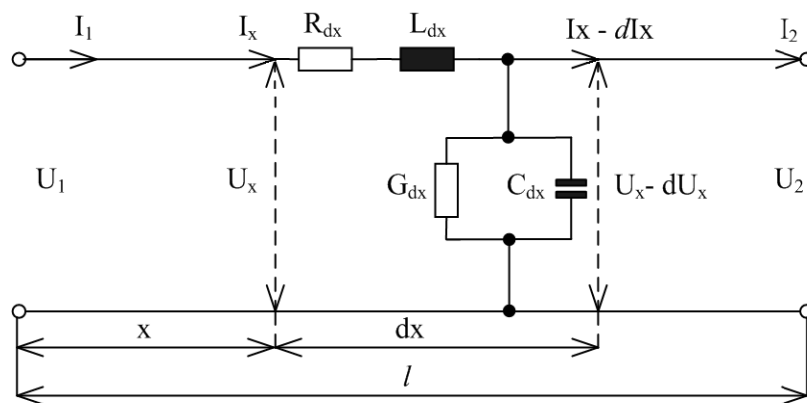 I1 Ix Rdx Ldx Ix - dIx I2
U1 Ux Gdx Cdx Ux- dUx U2
x dx
l